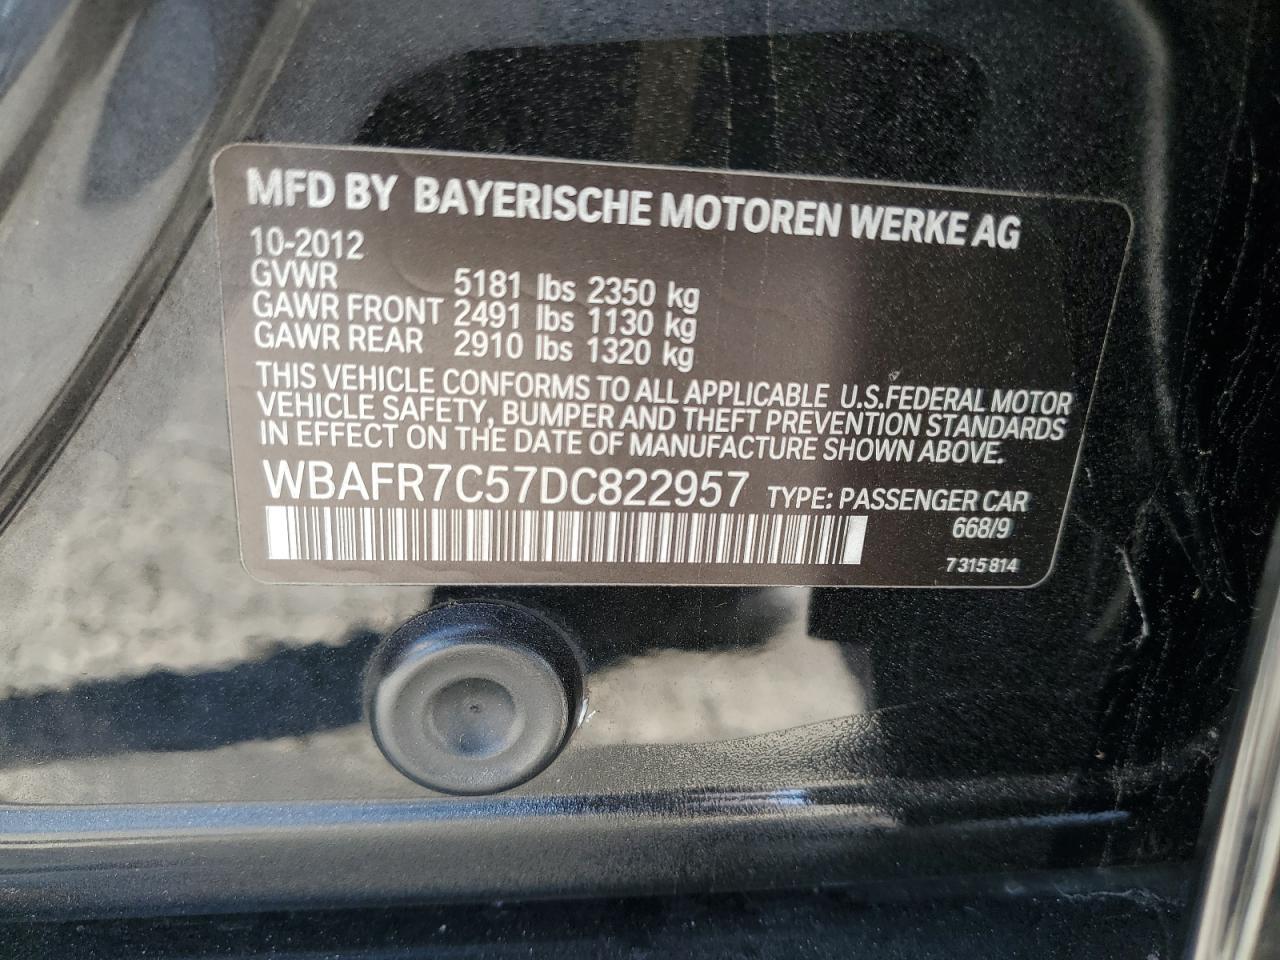 MFD BY BAYERISCHE MOTOREN WERKE AG
10-2012
GVWR 5181 lbs 2350 kg
GAWR FRONT 2491 lbs 1130 kg
GAWR REAR 2910 lbs 1320 kg
THIS VEHICLE CONFORMS TO ALL APPLICABLE U.S.FEDERAL MOTOR
VEHICLE SAFETY, BUMPER AND THEFT PREVENTION STANDARDS
IN EFFECT ON THE DATE OF MANUFACTURE SHOWN ABOVE.
WBAFR7C57DC822957 TYPE: PASSENGER CAR
668/9
7 315 814